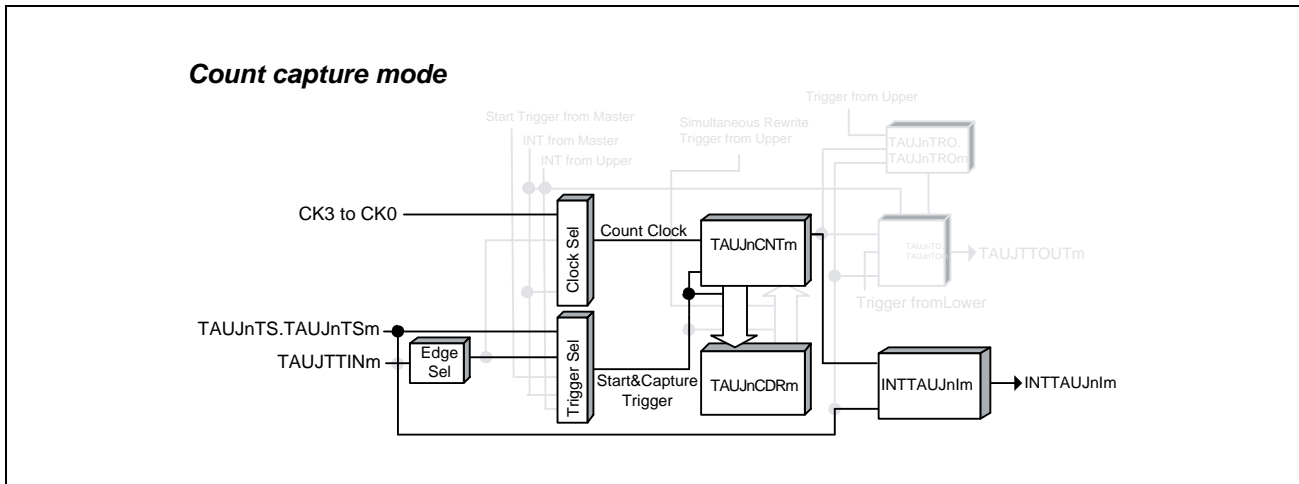 Count capture mode
Trigger from Upper
Start Trigger from Master
Simultaneous Rewrite
Trigger from Upper
INT from Master
INT from Upper
TAUJnTRO.
TAUJnTROm
CK3 to CK0
Clock Sel
Count Clock
TAUJnCNTm
TAUJnTO.
TAUJnTOm
TAUJTTOUTm
Trigger fromLower
TAUJnTS.TAUJnTSm
TAUJTTINm
Edge
Sel
Trigger Sel
Start&Capture
Trigger
TAUJnCDRm
INTTAUJnIm
INTTAUJnIm